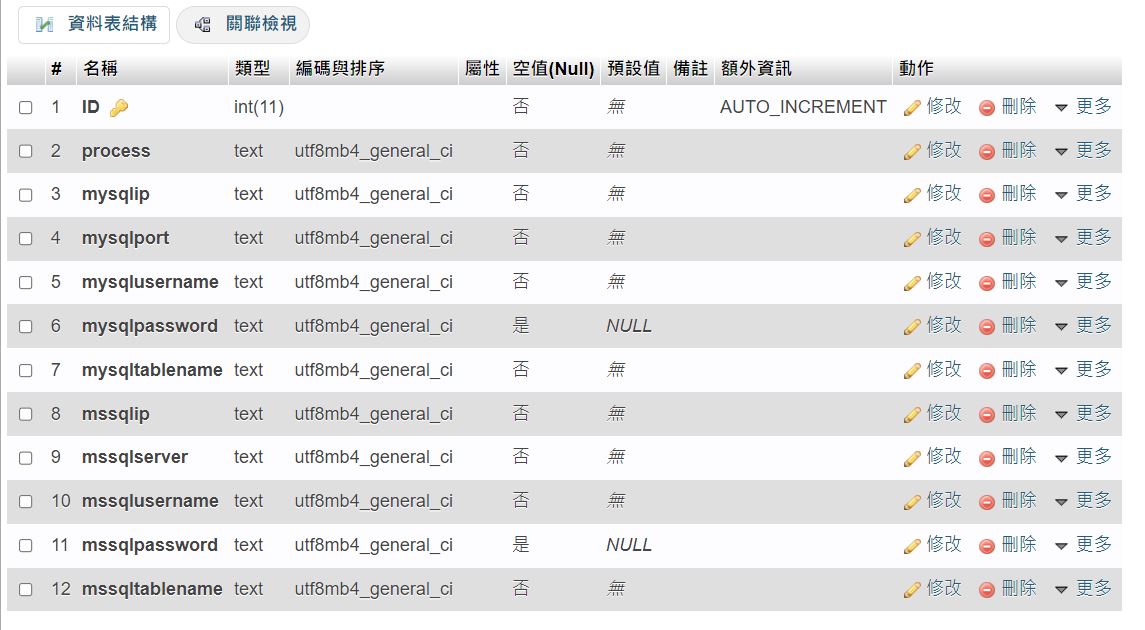 資料表結構 關聯檢視
# 名稱 類型 編碼與排序 屬性 空值(Null) 預設值 備註 額外資訊 動作
1 ID int(11) 否 無 AUTO_INCREMENT 修改 刪除 更多
2 process text utf8mb4_general_ci 否 無 修改 刪除 更多
3 mysqlip text utf8mb4_general_ci 否 無 修改 刪除 更多
4 mysqlport text utf8mb4_general_ci 否 無 修改 刪除 更多
5 mysqlusername text utf8mb4_general_ci 否 無 修改 刪除 更多
6 mysqlpassword text utf8mb4_general_ci 是 NULL 修改 刪除 更多
7 mysqltablename text utf8mb4_general_ci 否 無 修改 刪除 更多
8 mssqlip text utf8mb4_general_ci 否 無 修改 刪除 更多
9 mssqlserver text utf8mb4_general_ci 否 無 修改 刪除 更多
10 mssqlusername text utf8mb4_general_ci 否 無 修改 刪除 更多
11 mssqlpassword text utf8mb4_general_ci 是 NULL 修改 刪除 更多
12 mssqltablename text utf8mb4_general_ci 否 無 修改 刪除 更多